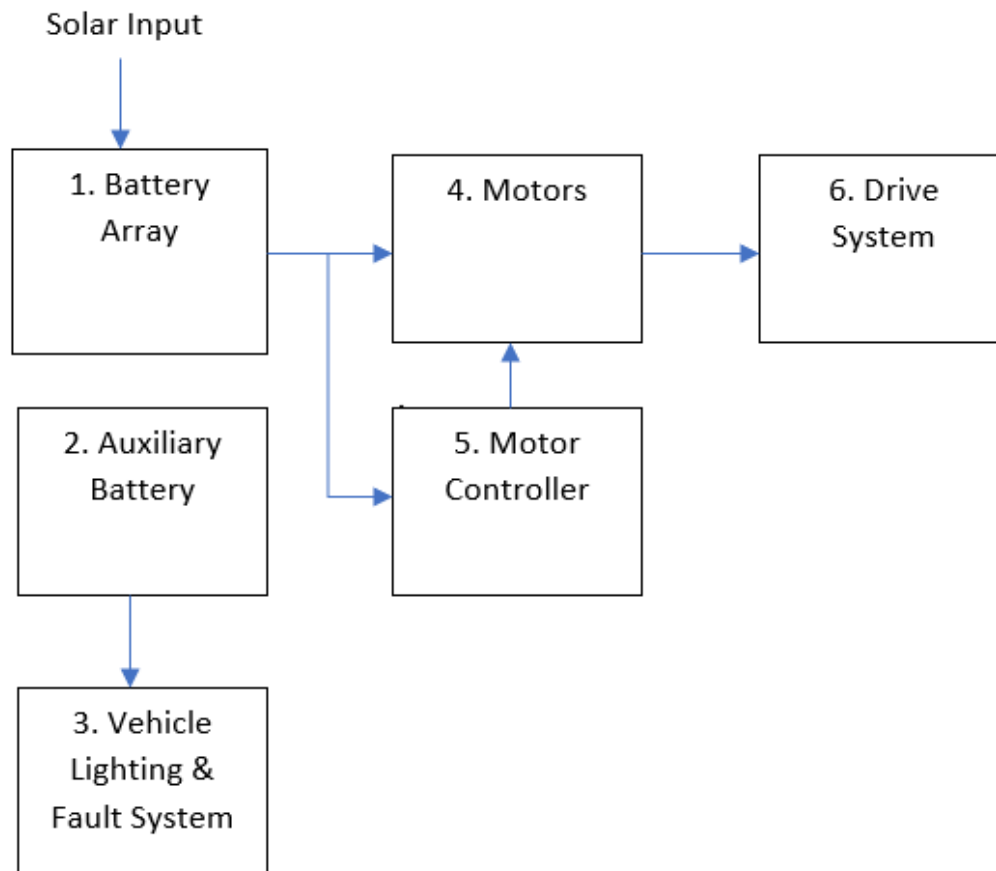 Solar Input
1. Battery
Array
4. Motors
6. Drive
System
2. Auxiliary
Battery
5. Motor
Controller
3. Vehicle
Lighting &
Fault System